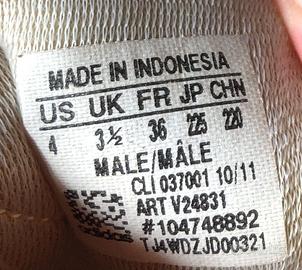 MADE IN INDONESIA
US UK FR JP CHN
4 3½ 36 225 220
MALE/MÂLE
CLI 037001 10/11
ART V24831
#104748892
adidas TJ4WDZJD00321